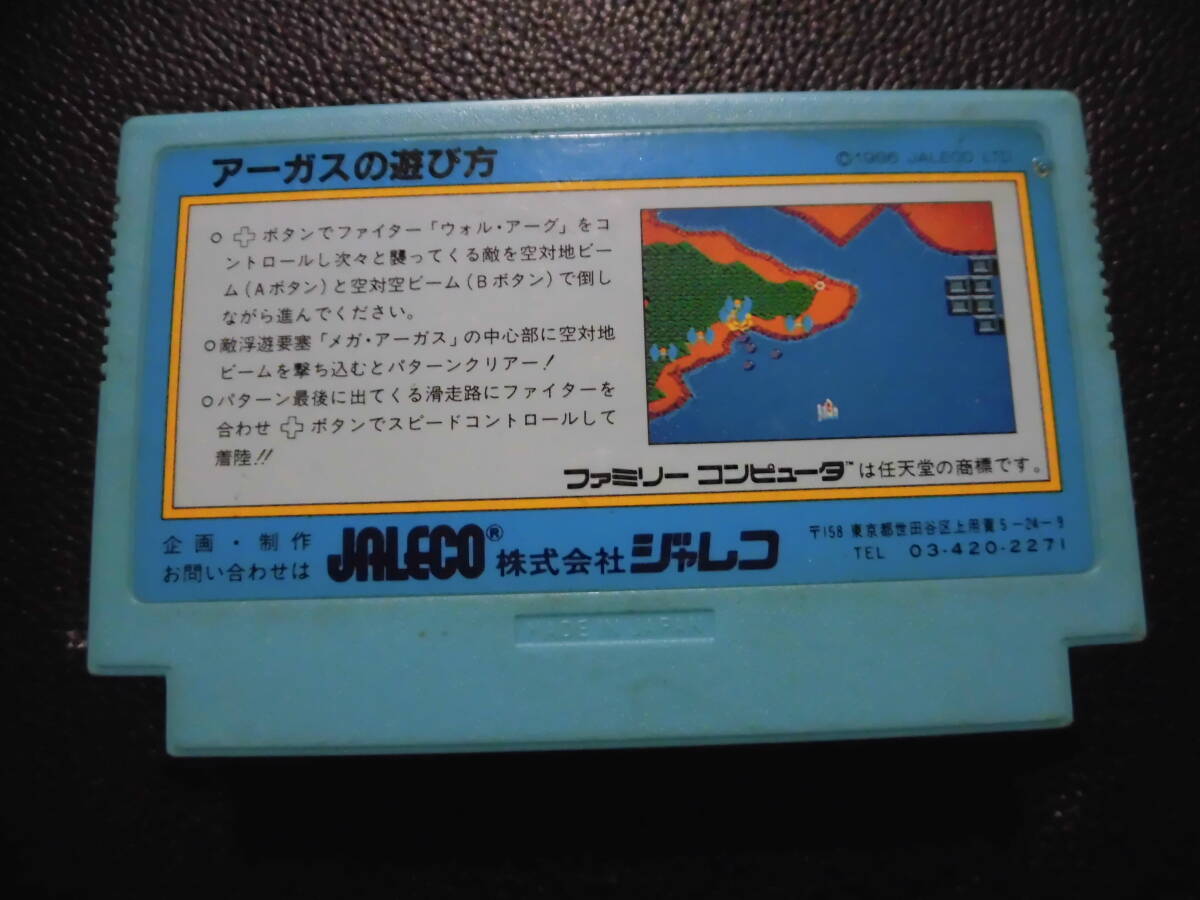 アーガスの遊び方
©1986 JALECO LTD
○ ✚ボタンでファイター「ウォル・アーグ」をコ
ントロールし次々と襲ってくる敵を空対地ビー
ム(Aボタン)と空対空ビーム(Bボタン)で倒し
ながら進んでください。
○敵浮遊要塞「メガ・アーガス」の中心部に空対地
ビームを撃ち込むとパターンクリアー!
○パターン最後に出てくる滑走路にファイターを
合わせ ✚ボタンでスピードコントロールして
着陸!!
ファミリー コンピュータ™は任天堂の商標です。
企画・制作
お問い合わせは
JALECO® 株式会社 ジャレコ
〒158 東京都世田谷区上用賀5-24-9
TEL 03-420-2271
MADE IN JAPAN